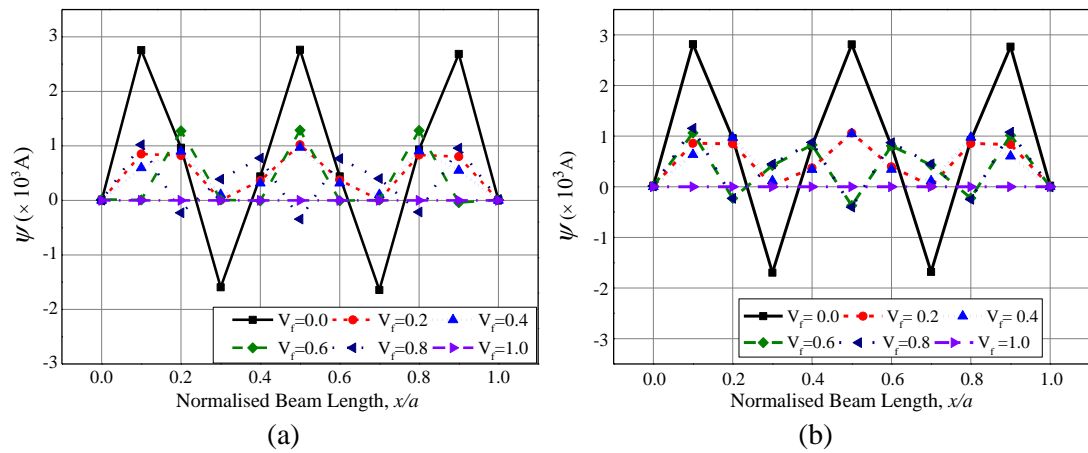 3
2
1
0
-1
-2
-3
ψ (× 10³ A)
0.0 0.2 0.4 0.6 0.8 1.0
Normalised Beam Length, x/a
V_f=0.0 V_f=0.2 V_f=0.4
V_f=0.6 V_f=0.8 V_f=1.0
(a)
3
2
1
0
-1
-2
-3
ψ (× 10³ A)
0.0 0.2 0.4 0.6 0.8 1.0
Normalised Beam Length, x/a
V_f= 0.0 V_f= 0.2 V_f= 0.4
V_f=0.6 V_f=0.8 V_f =1.0
(b)